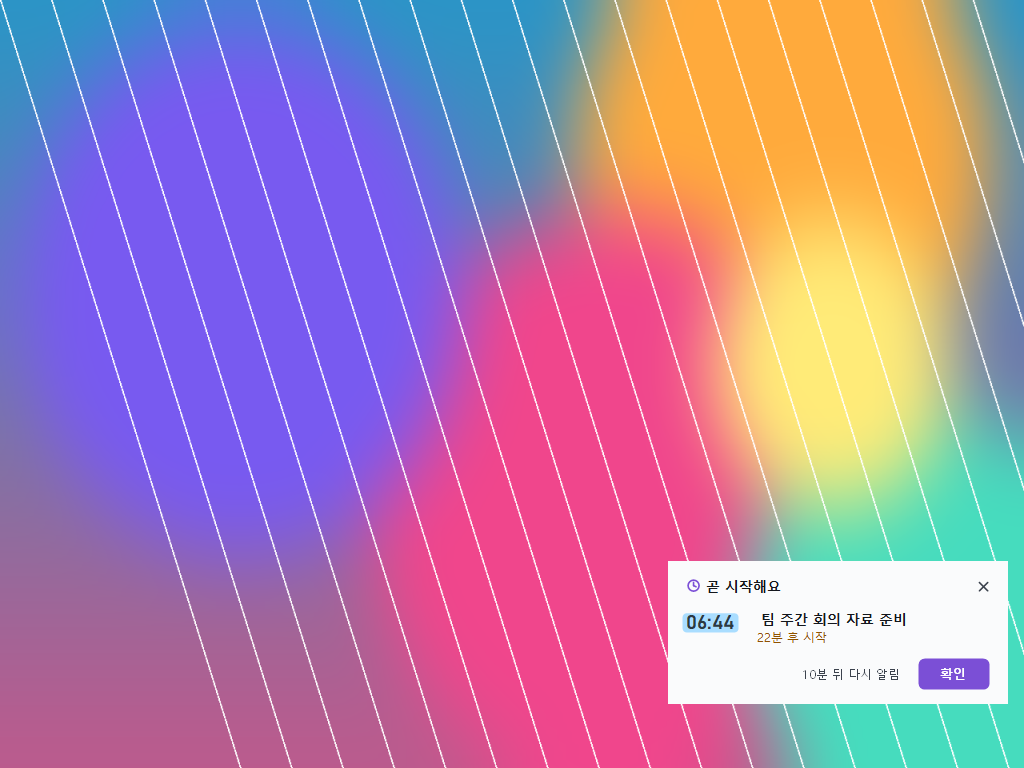 곧 시작해요
06:44 팀 주간 회의 자료 준비
22분 후 시작
10분 뒤 다시 알림 확인